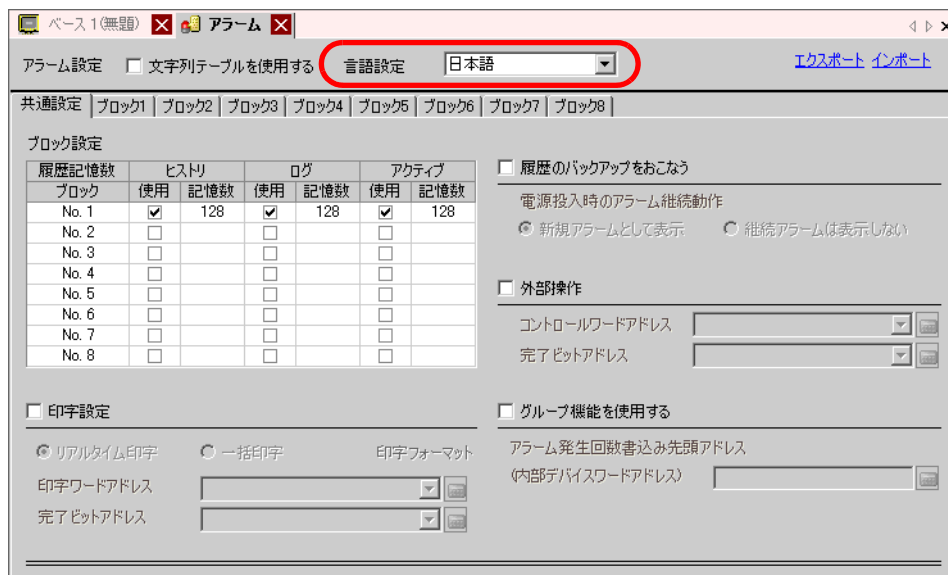 ベース 1(無題) アラーム
アラーム設定 文字列テーブルを使用する 言語設定 日本語 エクスポート インポート
共通設定 ブロック1 ブロック2 ブロック3 ブロック4 ブロック5 ブロック6 ブロック7 ブロック8
ブロック設定
履歴記憶数 ヒストリ ログ アクティブ
ブロック 使用 記憶数 使用 記憶数 使用 記憶数
No. 1 128 128 128
No. 2
No. 3
No. 4
No. 5
No. 6
No. 7
No. 8
履歴のバックアップをおこなう
電源投入時のアラーム継続動作
新規アラームとして表示 継続アラームは表示しない
外部操作
コントロールワードアドレス
完了ビットアドレス
印字設定
リアルタイム印字 一括印字 印字フォーマット
印字ワードアドレス
完了ビットアドレス
グループ機能を使用する
アラーム発生回数書込み先頭アドレス
(内部デバイスワードアドレス)